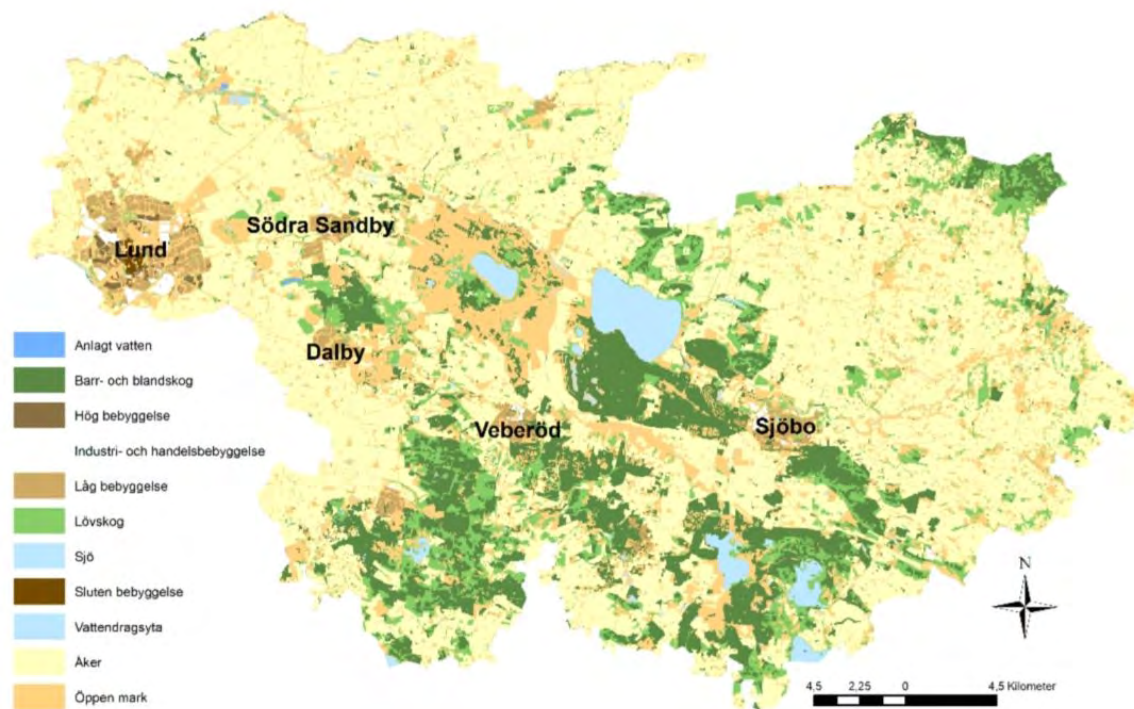 Södra Sandby
Lund
Dalby
Veberöd
Sjöbo
Anlagt vatten
Barr- och blandskog
Hög bebyggelse
Industri- och handelsbebyggelse
Låg bebyggelse
Lövskog
Sjö
Sluten bebyggelse
Vattendragsyta
Åker
Öppen mark
N
4,5 2,25 0 4,5 Kilometer